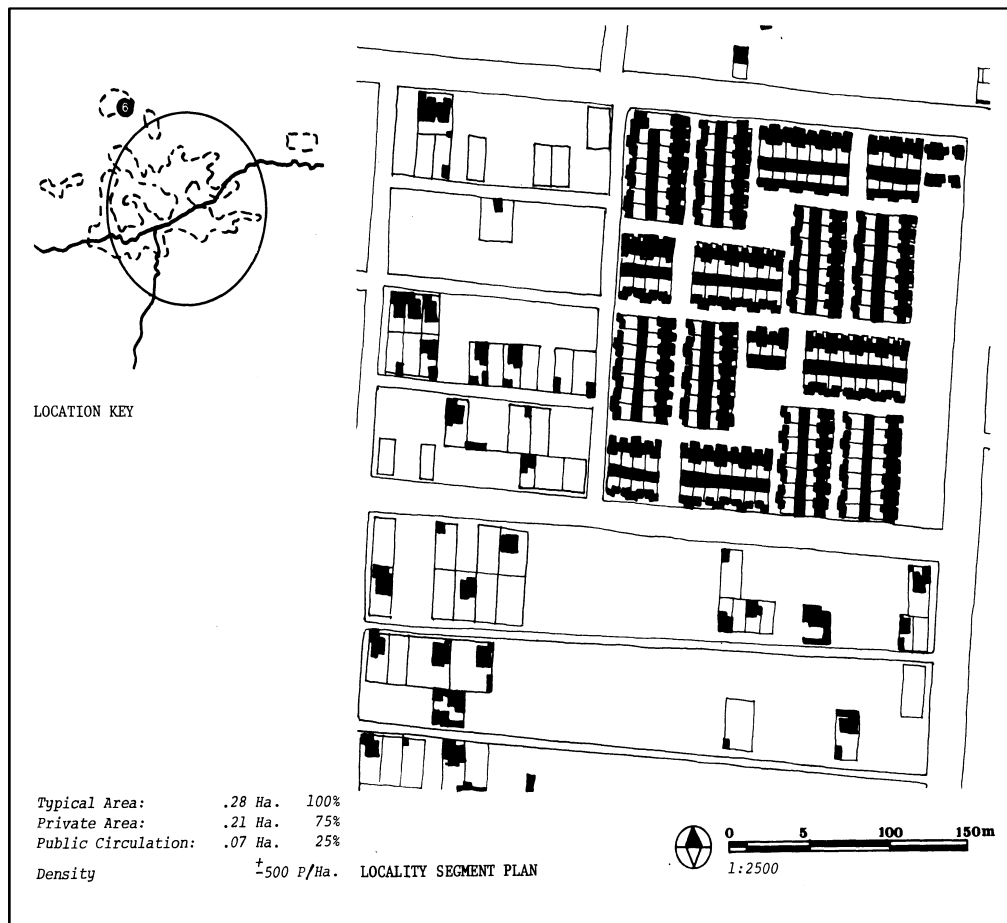 6
LOCATION KEY
Typical Area: .28 Ha. 100%
Private Area: .21 Ha. 75%
Public Circulation: .07 Ha. 25%
Density ±500 P/Ha.
LOCALITY SEGMENT PLAN
0 5 100 150m
1:2500